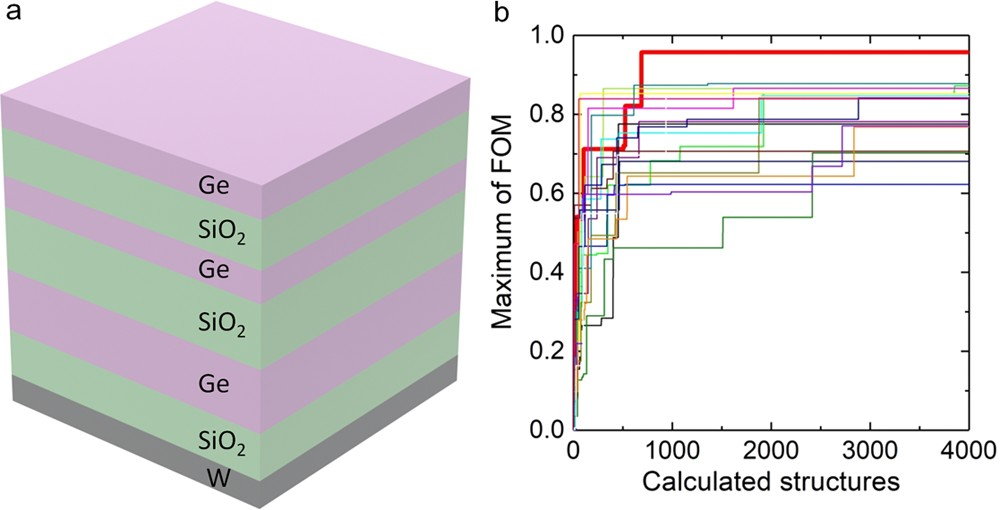 a
Ge
SiO₂
Ge
SiO₂
Ge
SiO₂
W
b
Maximum of FOM
1.0
0.8
0.6
0.4
0.2
0.0
0 1000 2000 3000 4000
Calculated structures